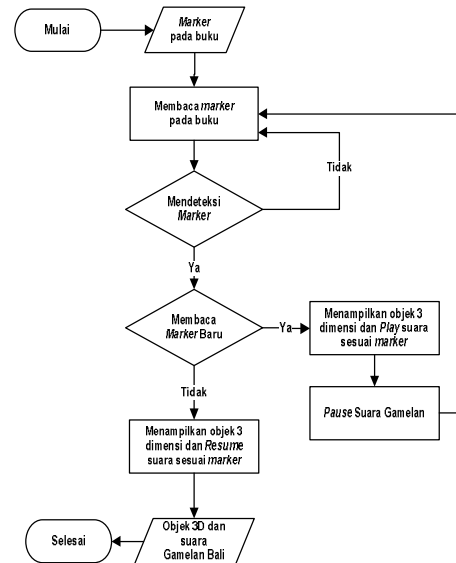 Mulai
Marker
pada buku
Membaca marker
pada buku
Tidak
Mendeteksi
Marker
Ya
Membaca
Marker Baru
Ya
Menampilkan objek 3
dimensi dan Play suara
sesuai marker
Tidak
Pause Suara Gamelan
Menampilkan objek 3
dimensi dan Resume
suara sesuai marker
Selesai
Objek 3D dan
suara
Gamelan Bali